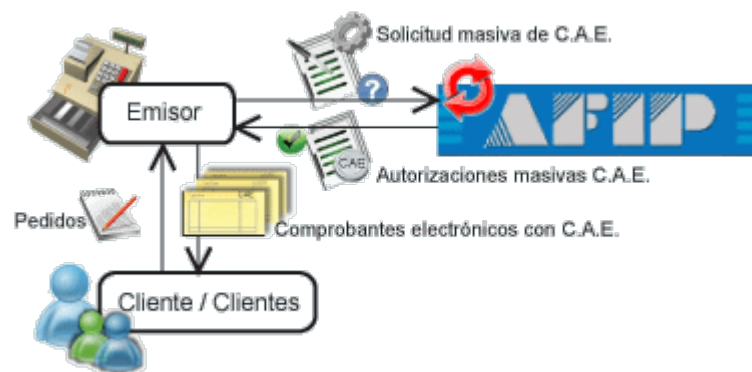 Solicitud masiva de C.A.E.
Emisor
AFIP
CAE
Autorizaciones masivas C.A.E.
Pedidos
Comprobantes electrónicos con C.A.E.
Cliente / Clientes